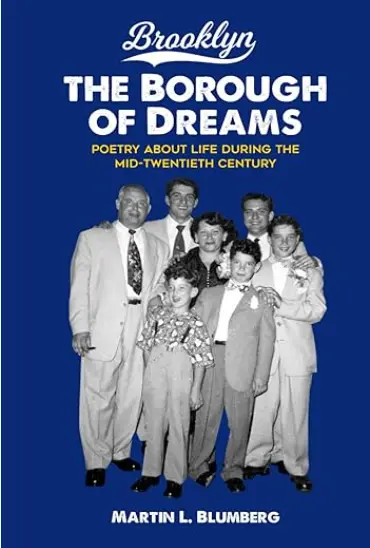 Brooklyn
THE BOROUGH
OF DREAMS
POETRY ABOUT LIFE DURING THE
MID-TWENTIETH CENTURY
MARTIN L. BLUMBERG